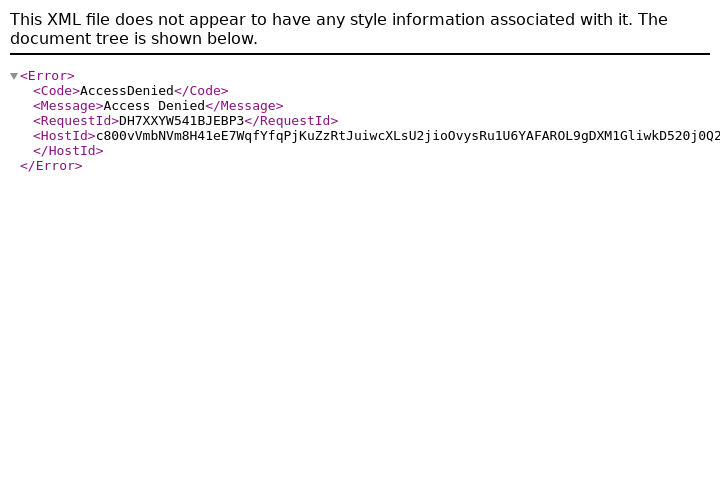 This XML file does not appear to have any style information associated with it. The
document tree is shown below.
<Error>
<Code>AccessDenied</Code>
<Message>Access Denied</Message>
<RequestId>DH7XXYW541BJEBP3</RequestId>
<HostId>c800vVmbNVm8H41eE7WqfYfqPjKuZzRtJuiwcXLsU2jioOvysRu1U6YAFAROL9gDXM1GliwkD520j0Q2
</HostId>
</Error>